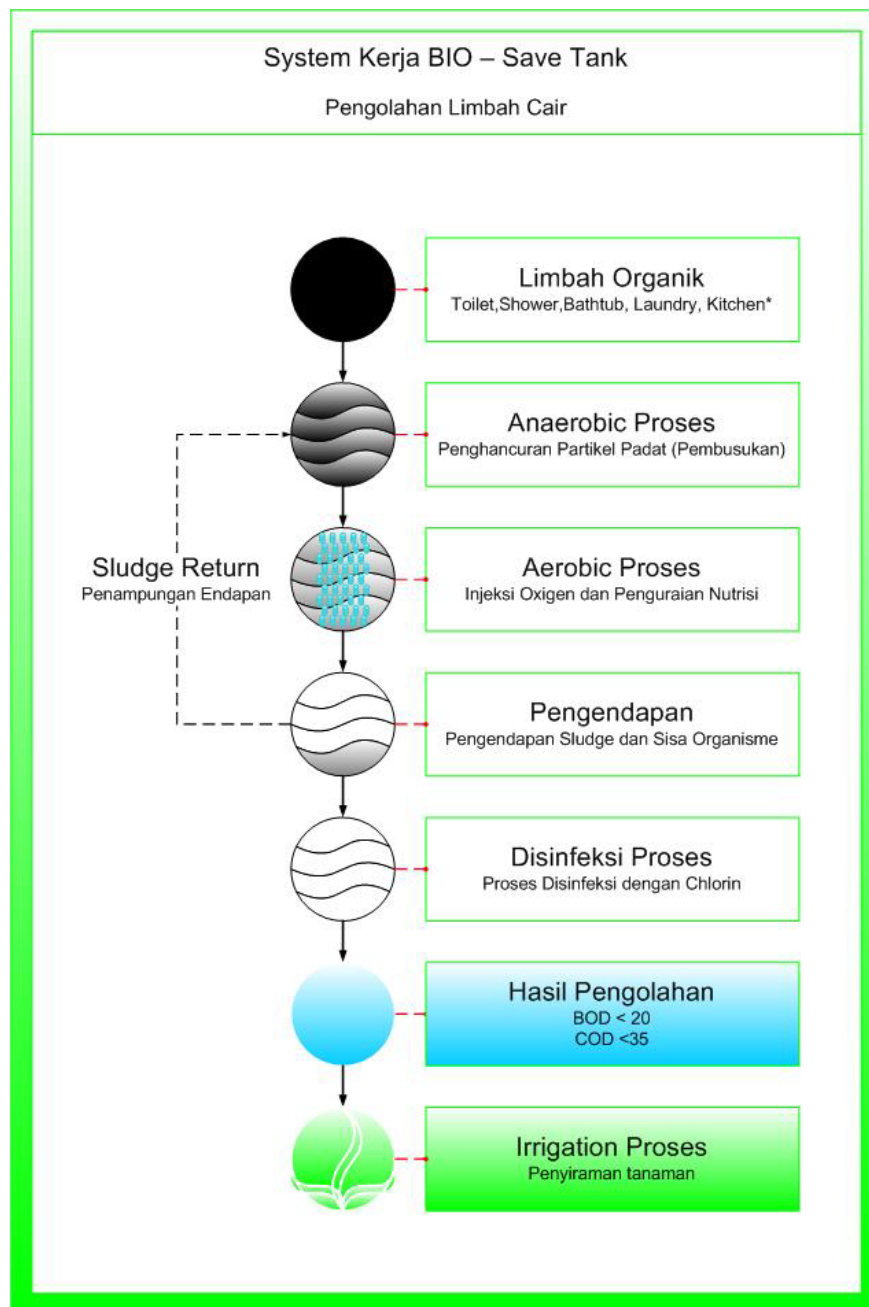 System Kerja BIO – Save Tank
Pengolahan Limbah Cair
Limbah Organik
Toilet,Shower,Bathtub, Laundry, Kitchen*
Anaerobic Proses
Penghancuran Partikel Padat (Pembusukan)
Sludge Return
Penampungan Endapan
Aerobic Proses
Injeksi Oxigen dan Penguraian Nutrisi
Pengendapan
Pengendapan Sludge dan Sisa Organisme
Disinfeksi Proses
Proses Disinfeksi dengan Chlorin
Hasil Pengolahan
BOD < 20
COD <35
Irrigation Proses
Penyiraman tanaman